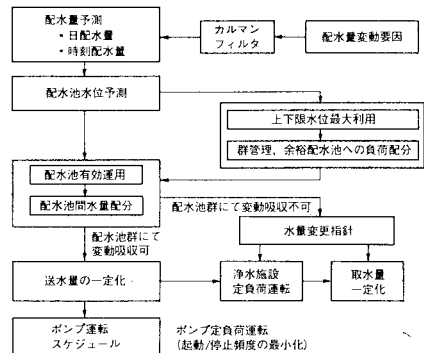 配水量予測
・日配水量
・時刻配水量
カルマン
フィルタ
配水量変動要因
配水池水位予測
上下限水位最大利用
群管理，余裕配水池への負荷配分
配水池有効運用
配水池間水量配分
配水池群にて変動吸収不可
配水池群にて
変動吸収可
水量変更指針
送水量の一定化
浄水施設
定負荷運転
取水量
一定化
ポンプ運転
スケジュール
ポンプ定負荷運転
(起動/停止頻度の最小化)